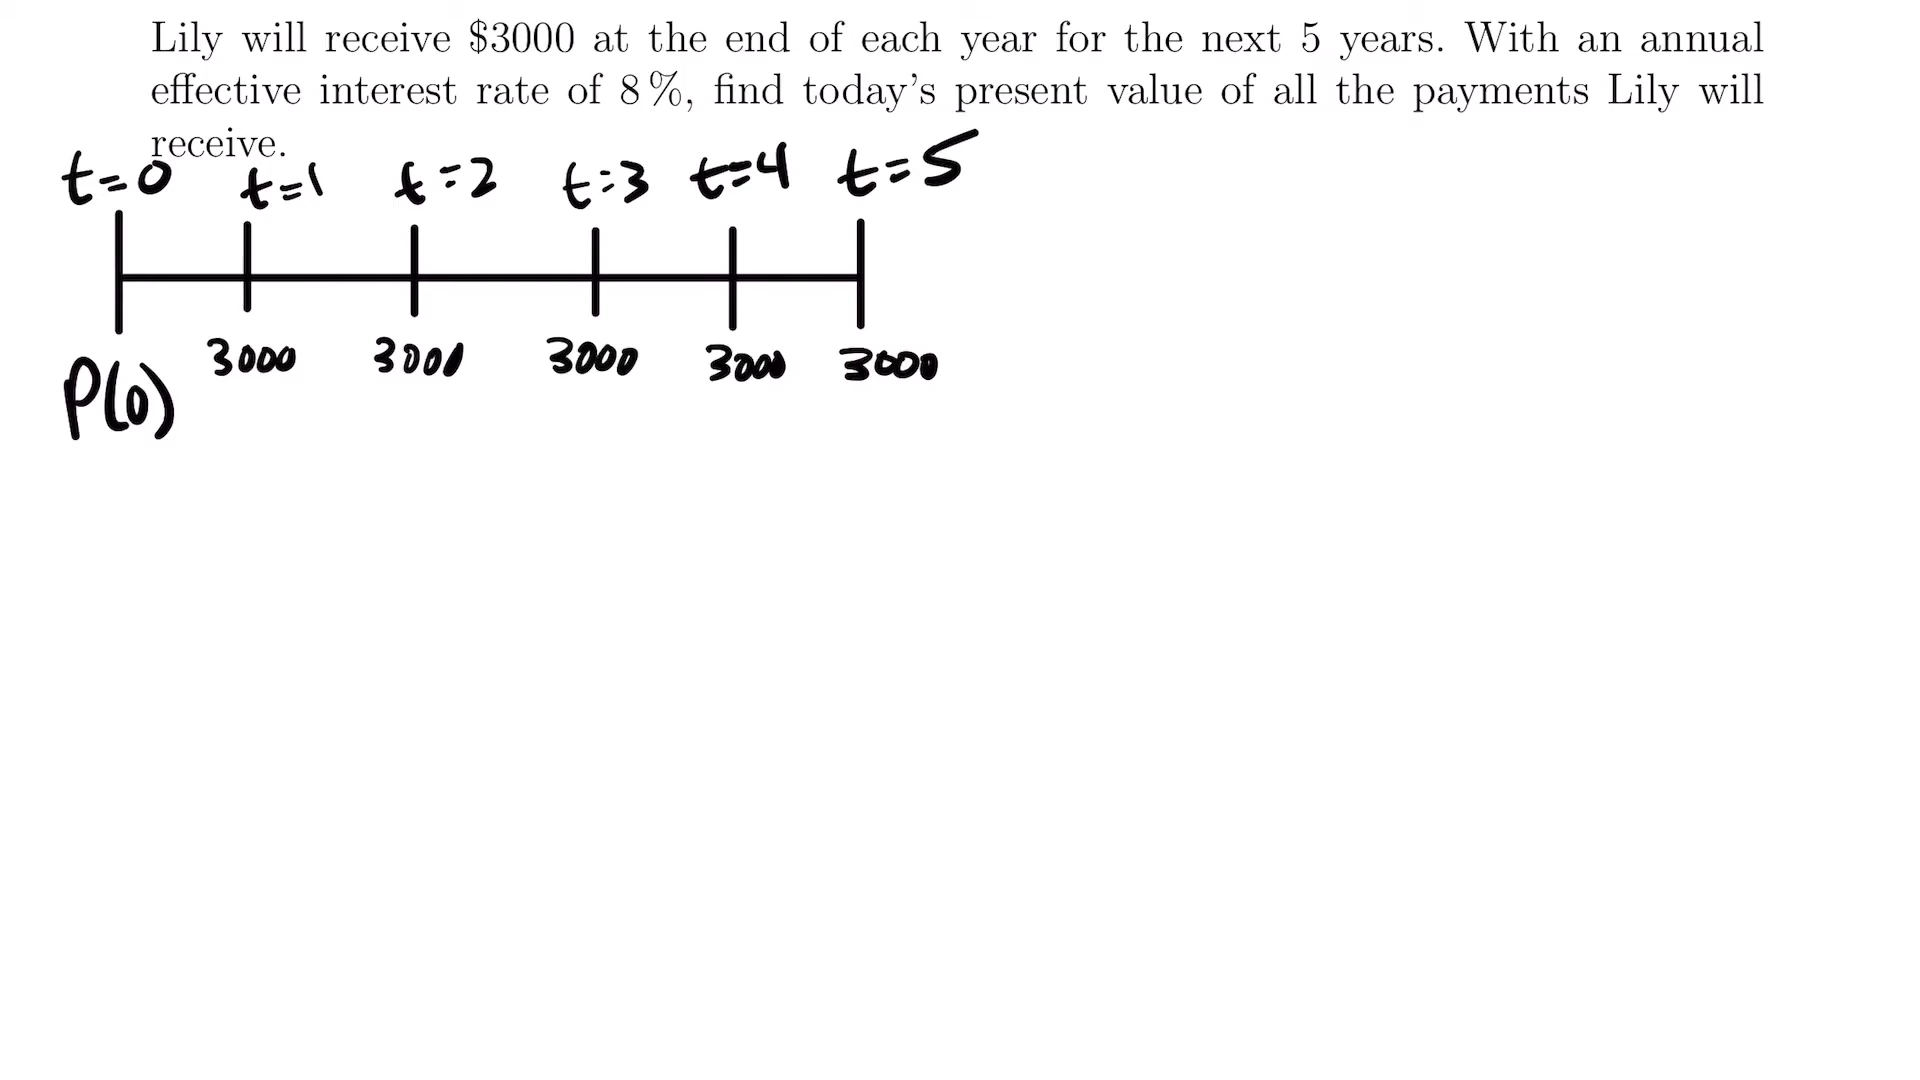 Lily will receive $3000 at the end of each year for the next 5 years. With an annual
effective interest rate of 8 %, find today's present value of all the payments Lily will
receive.
t=0 t=1 t=2 t=3 t=4 t=5
3000 3000 3000 3000 3000
P(0)